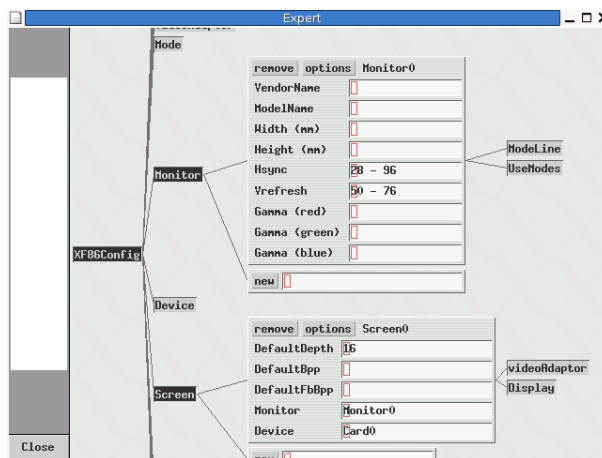 Expert
Mode
remove options Monitor0
VendorName
ModelName
Width (mm)
Height (mm)
ModeLine
Monitor
Hsync 28 - 96
UseModes
Vrefresh 50 - 76
Gamma (red)
Gamma (green)
Gamma (blue)
XF86Config
new
Device
remove options Screen0
DefaultDepth 16
DefaultBpp
videoAdaptor
DefaultFbBpp
Display
Screen
Monitor Monitor0
Device Card0
Close